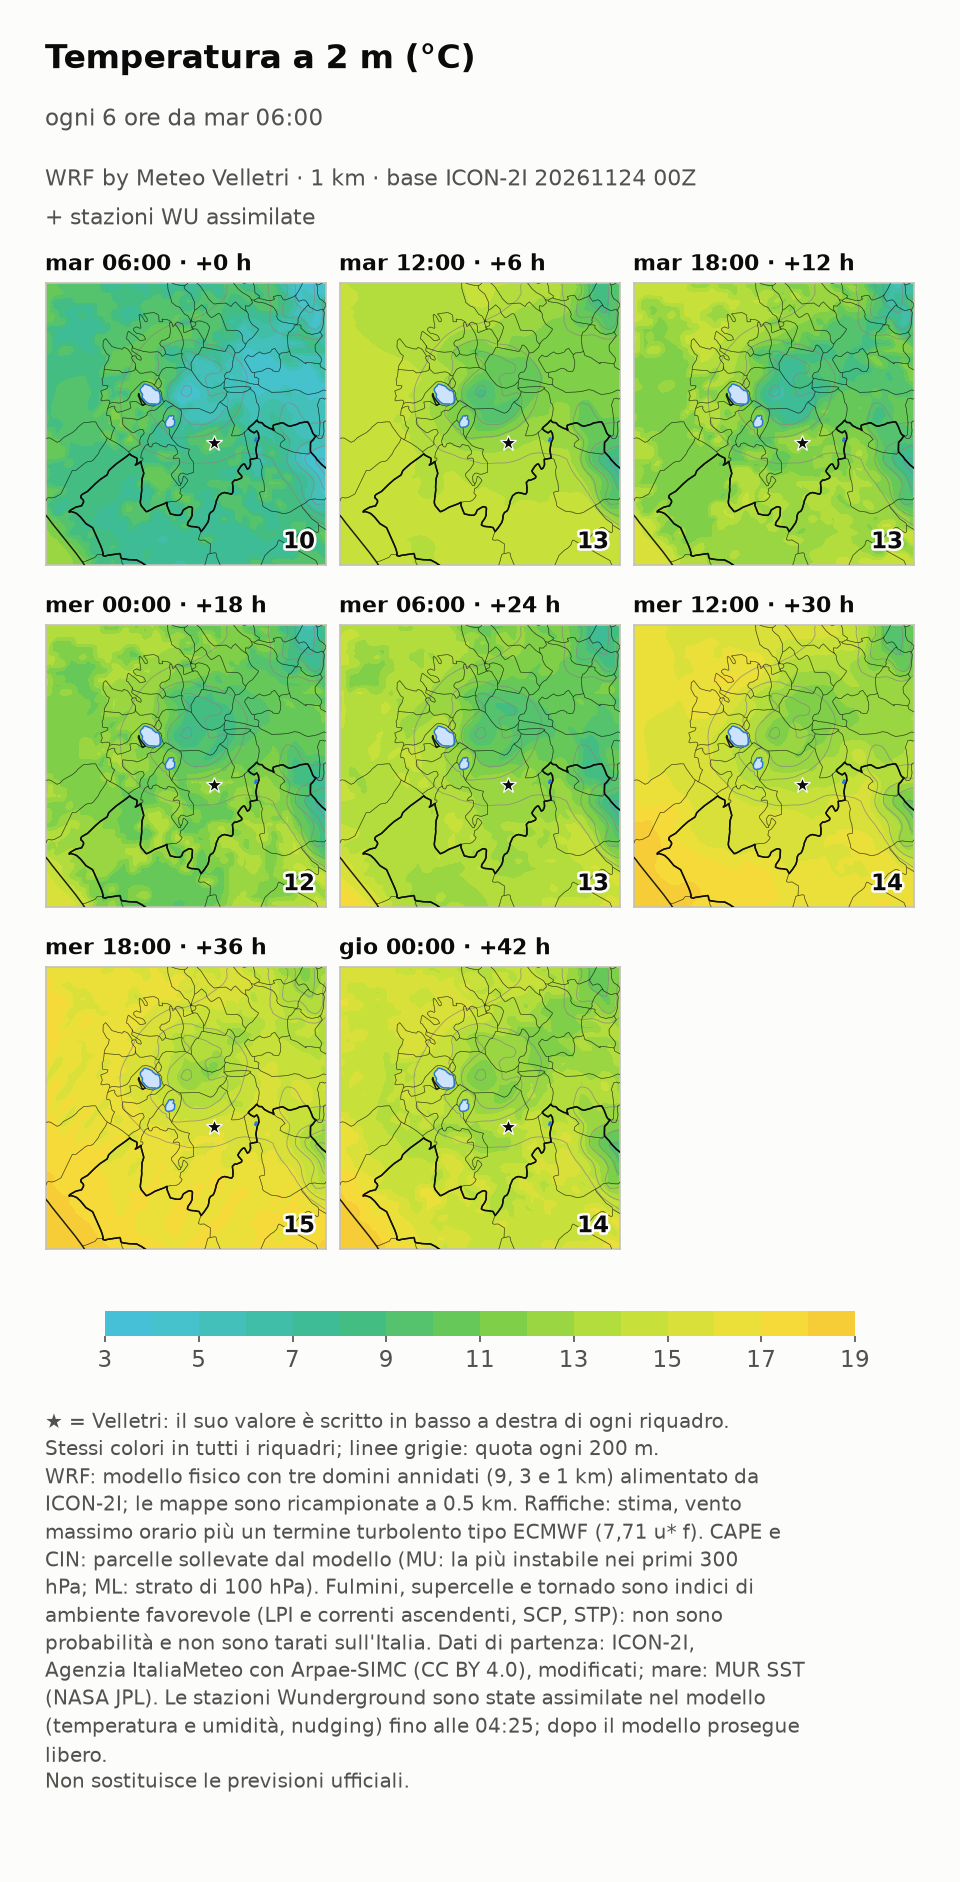 Temperatura a 2 m (°C)
ogni 6 ore da mar 06:00
WRF by Meteo Velletri · 1 km · base ICON-2I 20261124 00Z
+ stazioni WU assimilate
mar 06:00 · +0 h
mar 12:00 · +6 h
mar 18:00 · +12 h
10
13
13
mer 00:00 · +18 h
mer 06:00 · +24 h
mer 12:00 · +30 h
12
13
14
mer 18:00 · +36 h
gio 00:00 · +42 h
15
14
3 5 7 9 11 13 15 17 19
★ = Velletri: il suo valore è scritto in basso a destra di ogni riquadro.
Stessi colori in tutti i riquadri; linee grigie: quota ogni 200 m.
WRF: modello fisico con tre domini annidati (9, 3 e 1 km) alimentato da
ICON-2I; le mappe sono ricampionate a 0.5 km. Raffiche: stima, vento
massimo orario più un termine turbolento tipo ECMWF (7,71 u* f). CAPE e
CIN: parcelle sollevate dal modello (MU: la più instabile nei primi 300
hPa; ML: strato di 100 hPa). Fulmini, supercelle e tornado sono indici di
ambiente favorevole (LPI e correnti ascendenti, SCP, STP): non sono
probabilità e non sono tarati sull'Italia. Dati di partenza: ICON-2I,
Agenzia ItaliaMeteo con Arpae-SIMC (CC BY 4.0), modificati; mare: MUR SST
(NASA JPL). Le stazioni Wunderground sono state assimilate nel modello
(temperatura e umidità, nudging) fino alle 04:25; dopo il modello prosegue
libero.
Non sostituisce le previsioni ufficiali.